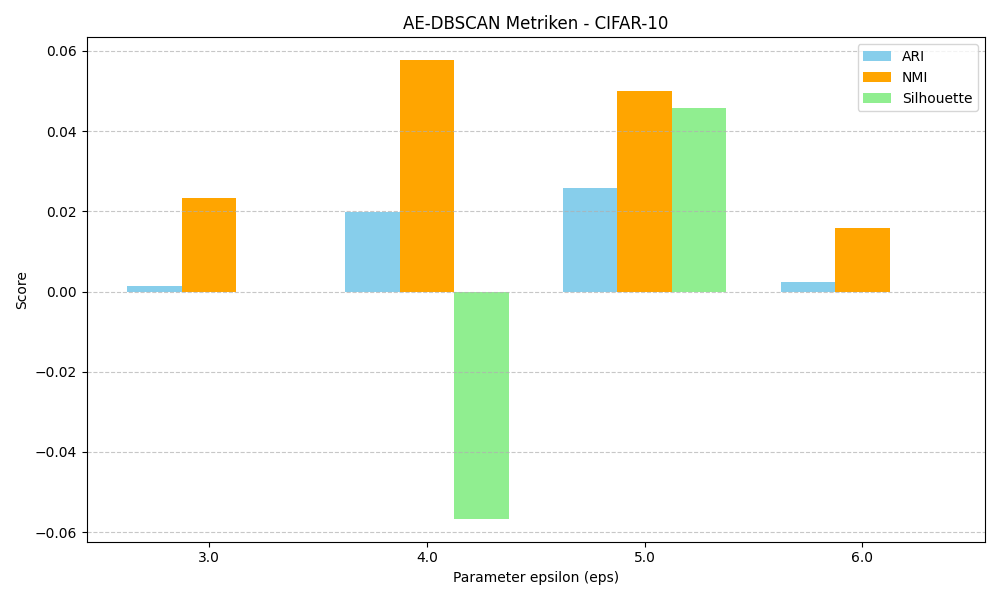 AE-DBSCAN Metriken - CIFAR-10
ARI
NMI
Silhouette
Score
0.06
0.04
0.02
0.00
−0.02
−0.04
−0.06
3.0 4.0 5.0 6.0
Parameter epsilon (eps)